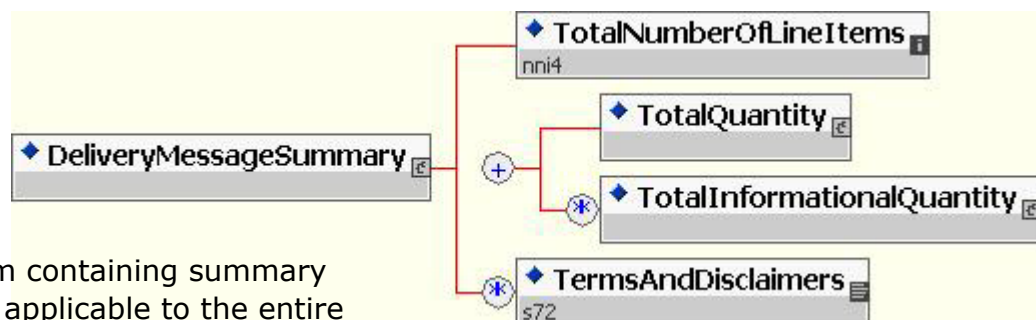 TotalNumberOfLineItems
nni4
TotalQuantity
DeliveryMessageSummary
TotalInformationalQuantity
containing summary
applicable to the entire
TermsAndDisclaimers
s72